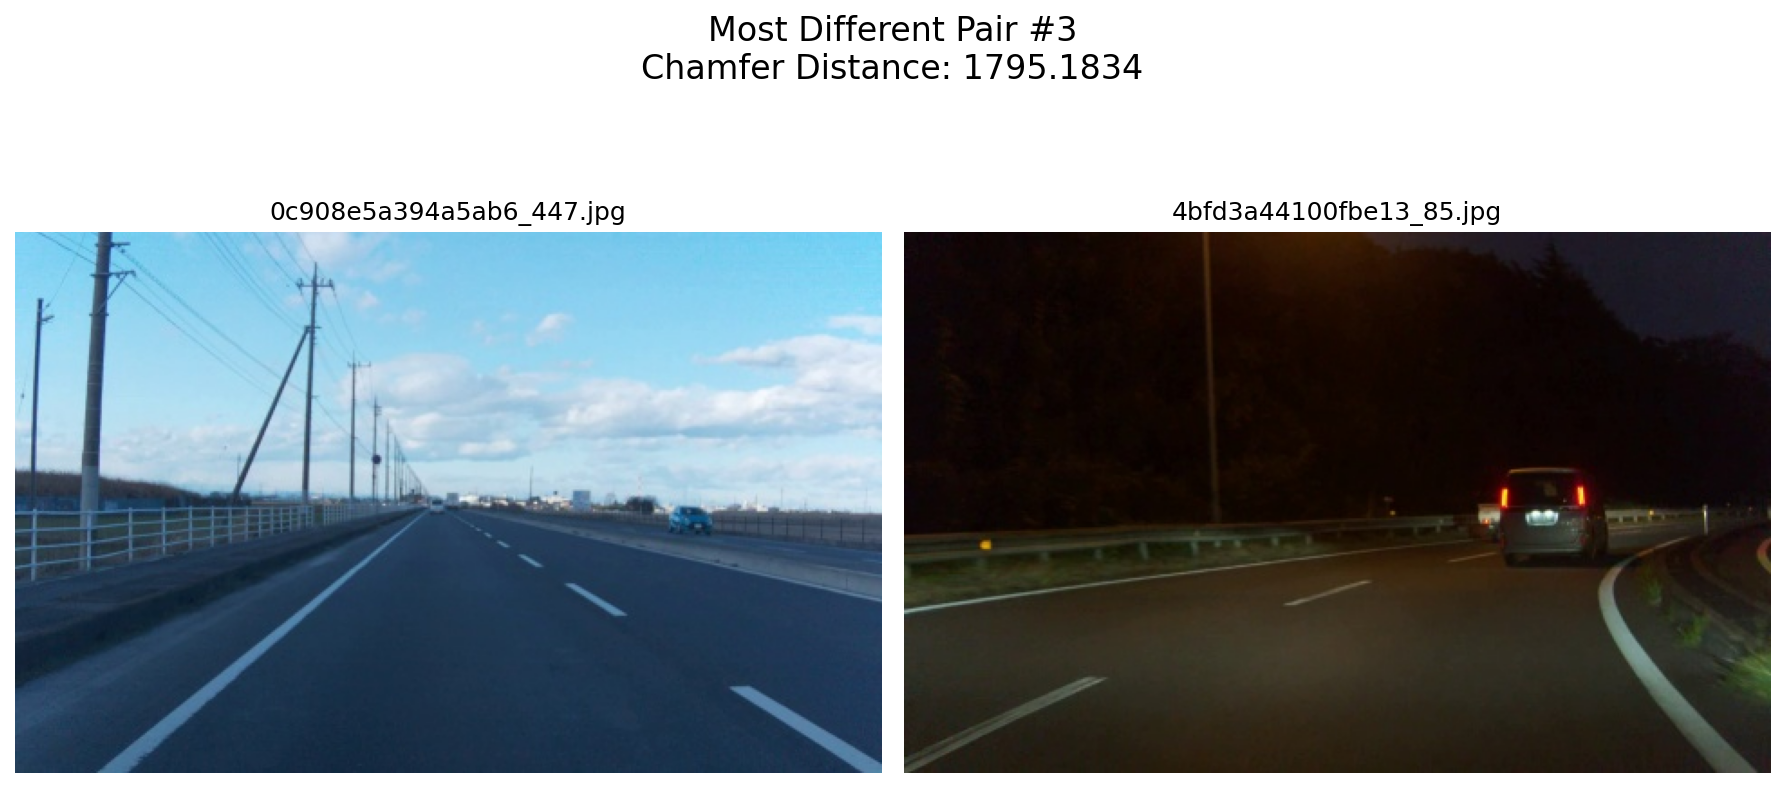 Most Different Pair #3
Chamfer Distance: 1795.1834
0c908e5a394a5ab6_447.jpg
4bfd3a44100fbe13_85.jpg